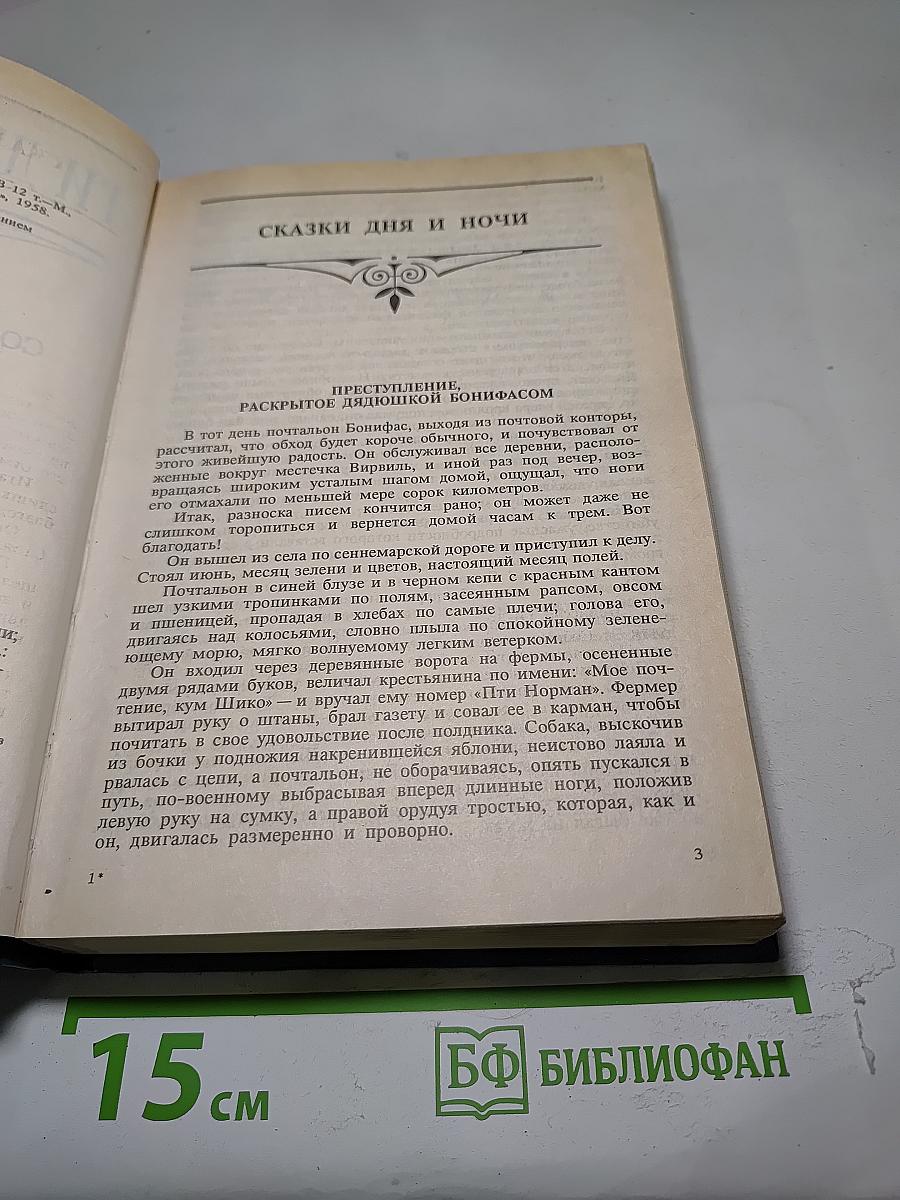 3-12 т.—М.,
», 1958.
нием
СО
СКАЗКИ ДНЯ И НОЧИ
ПРЕСТУПЛЕНИЕ,
РАСКРЫТОЕ ДЯДЮШКОЙ БОНИФАСОМ
В тот день почтальон Бонифас, выходя из почтовой конторы,
рассчитал, что обход будет короче обычного, и почувствовал от
этого живейшую радость. Он обслуживал все деревни, располо-
женные вокруг местечка Вирвиль, и иной раз под вечер, воз-
вращаясь широким усталым шагом домой, ощущал, что ноги
его отмахали по меньшей мере сорок километров.
Итак, разноска писем кончится рано; он может даже не
слишком торопиться и вернется домой часам к трем. Вот
благодать!
Он вышел из села по сеннемарской дороге и приступил к делу.
Стоял июнь, месяц зелени и цветов, настоящий месяц полей.
Почтальон в синей блузе и в черном кепи с красным кантом
шел узкими тропинками по полям, засеянным рапсом, овсом
и пшеницей, пропадая в хлебах по самые плечи; голова его,
двигаясь над колосьями, словно плыла по спокойному зелене-
ющему морю, мягко волнуемому легким ветерком.
Он входил через деревянные ворота на фермы, осененные
двумя рядами буков, величал крестьянина по имени: «Мое поч-
тение, кум Шико» — и вручал ему номер «Пти Норман». Фермер
вытирал руку о штаны, брал газету и совал ее в карман, чтобы
почитать в свое удовольствие после полдника. Собака, выскочив
из бочки у подножия накренившейся яблони, неистово лаяла и
рвалась с цепи, а почтальон, не оборачиваясь, опять пускался в
путь, по-военному выбрасывая вперед длинные ноги, положив
левую руку на сумку, а правой орудуя тростью, которая, как и
он, двигалась размеренно и проворно.
1*
3
15 см
БФ БИБЛИОФАН